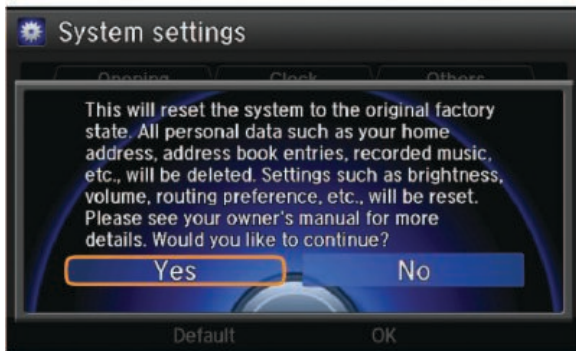 System settings
Opening Clock Others
This will reset the system to the original factory
state. All personal data such as your home
address, address book entries, recorded music,
etc., will be deleted. Settings such as brightness,
volume, routing preference, etc., will be reset.
Please see your owner's manual for more
details. Would you like to continue?
Yes No
Default OK